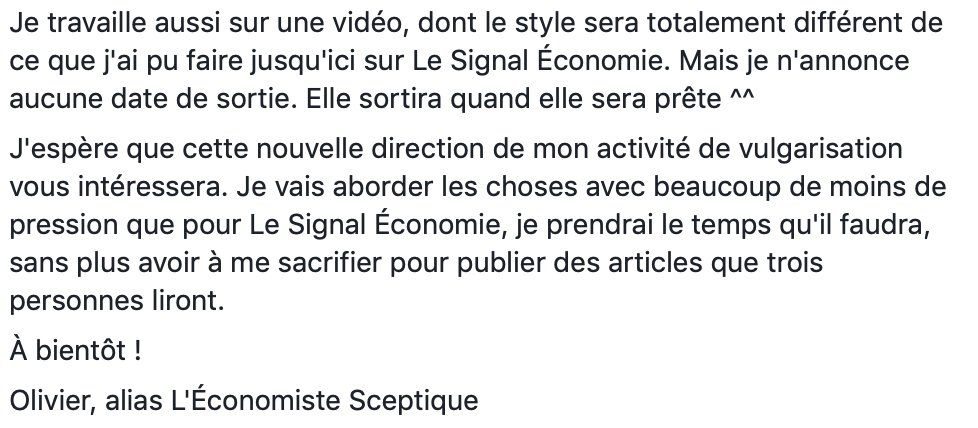 Je travaille aussi sur une vidéo, dont le style sera totalement différent de
ce que j'ai pu faire jusqu'ici sur Le Signal Économie. Mais je n'annonce
aucune date de sortie. Elle sortira quand elle sera prête ^^
J'espère que cette nouvelle direction de mon activité de vulgarisation
vous intéressera. Je vais aborder les choses avec beaucoup de moins de
pression que pour Le Signal Économie, je prendrai le temps qu'il faudra,
sans plus avoir à me sacrifier pour publier des articles que trois
personnes liront.
À bientôt !
Olivier, alias L'Économiste Sceptique